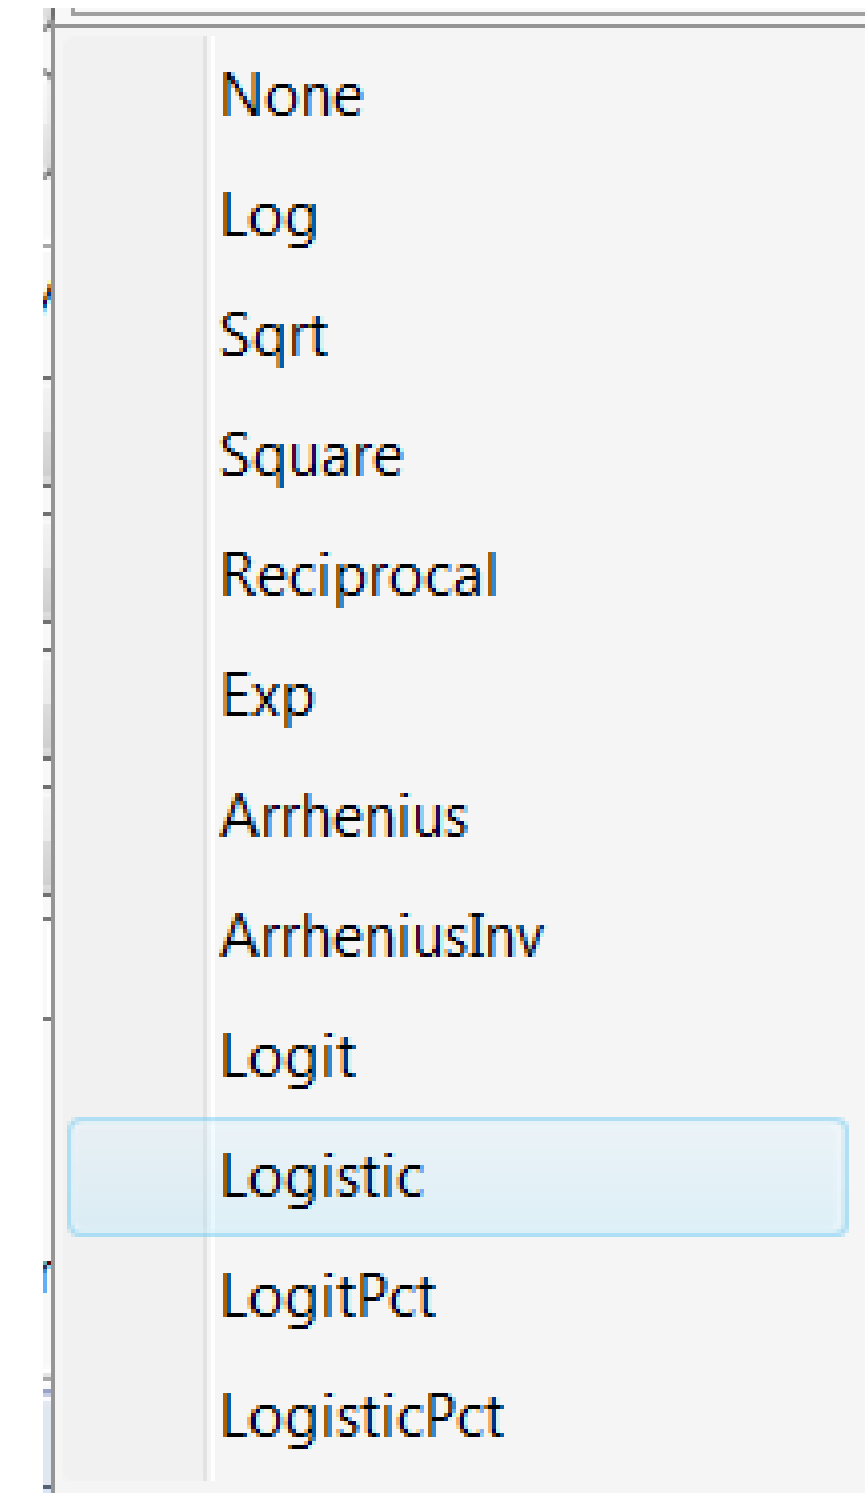 None
Log
Sqrt
Square
Reciprocal
Exp
Arrhenius
ArrheniusInv
Logit
Logistic
LogitPct
LogisticPct